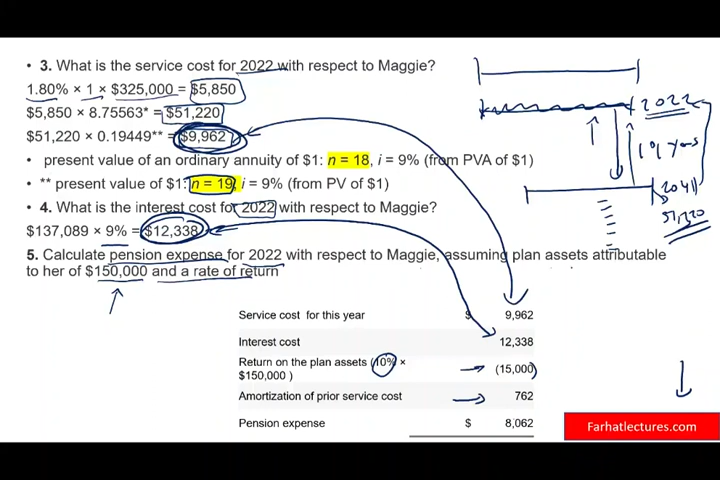 • 3. What is the service cost for 2022 with respect to Maggie?
1.80% × 1 × $325,000 = $5,850
$5,850 × 8.75563* = $51,220
$51,220 × 0.19449** = $9,962
• present value of an ordinary annuity of $1: n = 18, i = 9% (from PVA of $1)
• ** present value of $1: n = 19, i = 9% (from PV of $1)
• 4. What is the interest cost for 2022 with respect to Maggie?
$137,089 × 9% = $12,338
5. Calculate pension expense for 2022 with respect to Maggie, assuming plan assets attributable
to her of $150,000 and a rate of return
2022
19 years
2041
Service cost for this year $ 9,962
Interest cost 12,338
Return on the plan assets (10% ×
$150,000 ) (15,000)
Amortization of prior service cost 762
Pension expense $ 8,062
Farhatlectures.com